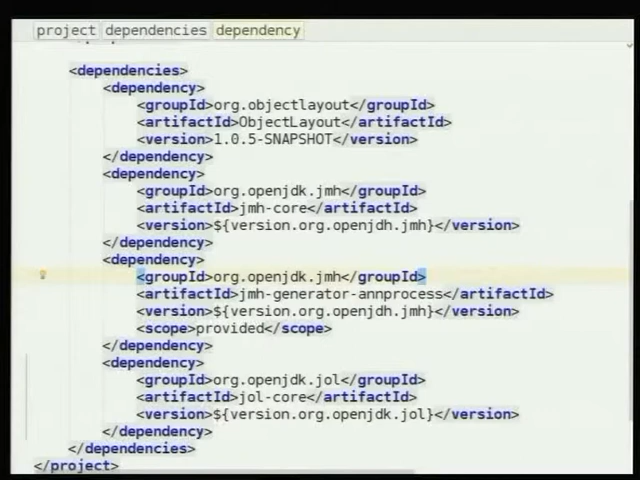 project dependencies dependency
<dependencies>
<dependency>
<groupId>org.objectlayout</groupId>
<artifactId>ObjectLayout</artifactId>
<version>1.0.5-SNAPSHOT</version>
</dependency>
<dependency>
<groupId>org.openjdk.jmh</groupId>
<artifactId>jmh-core</artifactId>
<version>${version.org.openjdh.jmh}</version>
</dependency>
<dependency>
<groupId>org.openjdk.jmh</groupId>
<artifactId>jmh-generator-annprocess</artifactId>
<version>${version.org.openjdh.jmh}</version>
<scope>provided</scope>
</dependency>
<dependency>
<groupId>org.openjdk.jol</groupId>
<artifactId>jol-core</artifactId>
<version>${version.org.openjdk.jol}</version>
</dependency>
</dependencies>
</project>